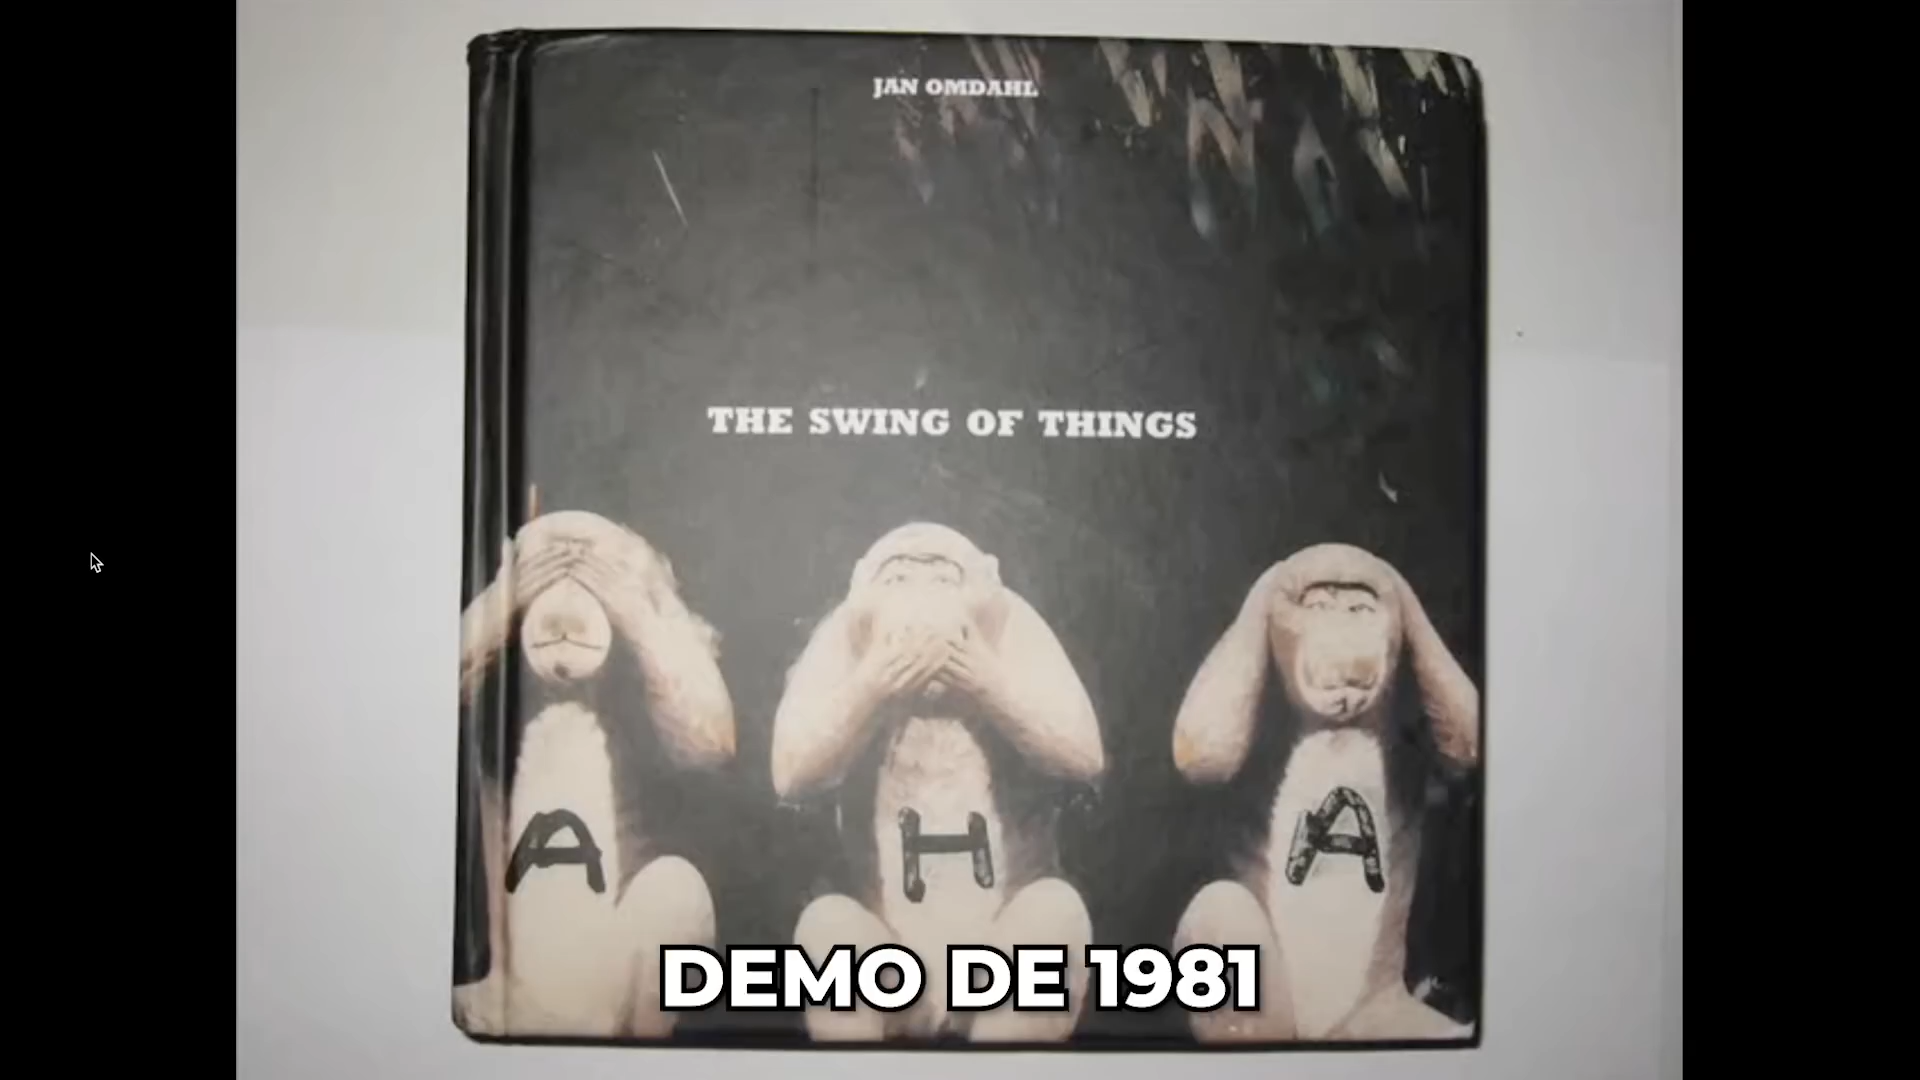 JAN OMDAHL
THE SWING OF THINGS
A H A
DEMO DE 1981